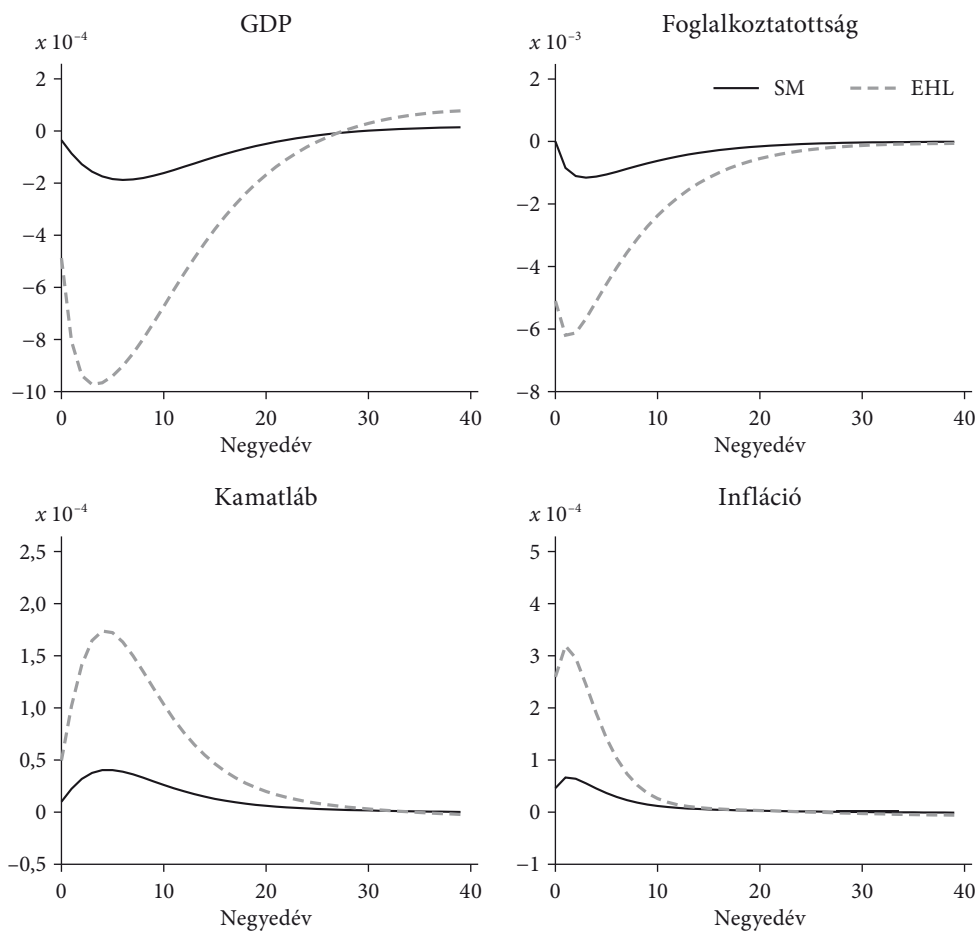 GDP
x 10⁻⁴
2
0
−2
−4
−6
−8
−10
0 10 20 30 40
Negyedév
Foglalkoztatottság
x 10⁻³
SM EHL
2
0
−2
−4
−6
−8
0 10 20 30 40
Negyedév
Kamatláb
x 10⁻⁴
2,5
2,0
1,5
1,0
0,5
0
−0,5
0 10 20 30 40
Negyedév
Infláció
x 10⁻⁴
5
4
3
2
1
0
−1
0 10 20 30 40
Negyedév